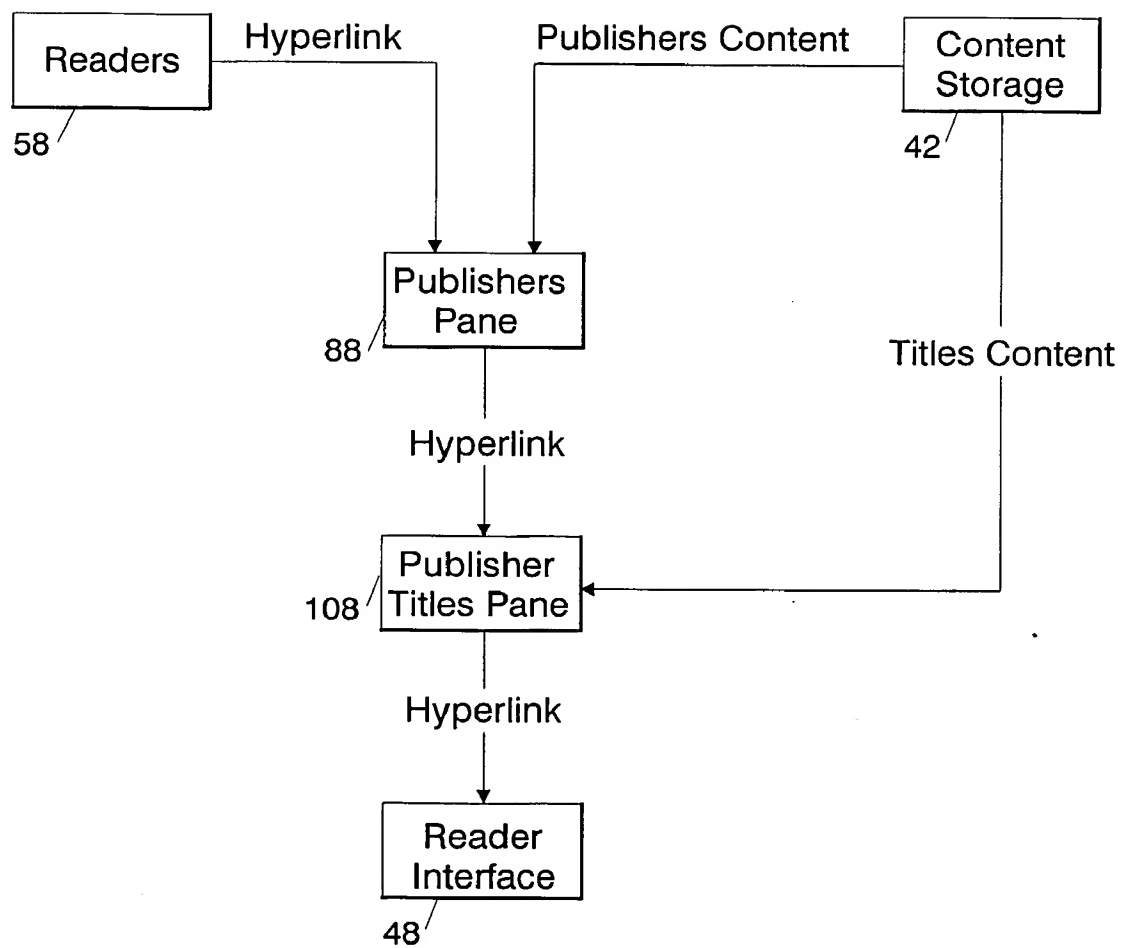 Readers
Hyperlink
Publishers Content
Content
Storage
58
42
Publishers
Pane
88
Titles Content
Hyperlink
Publisher
Titles Pane
108
Hyperlink
Reader
Interface
48